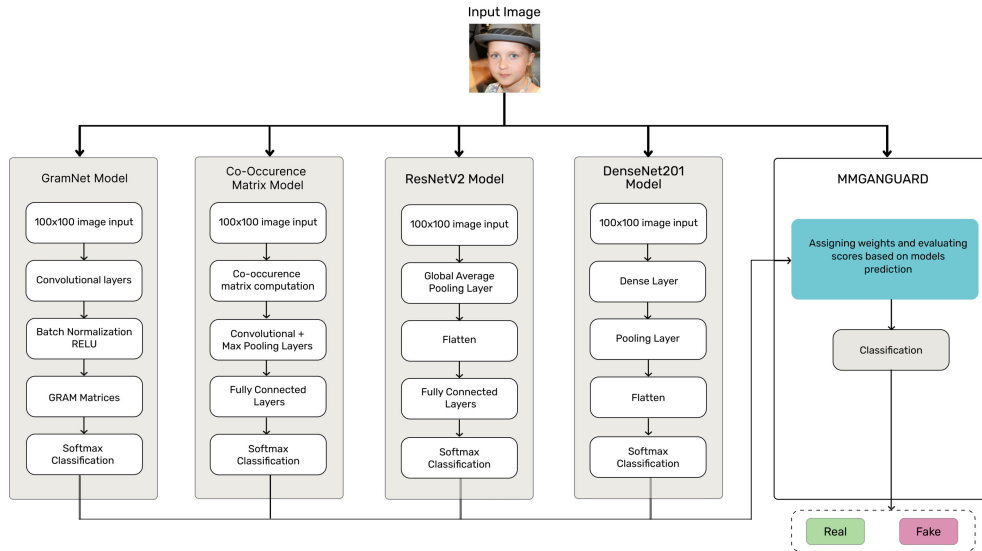 Input Image
GramNet Model
100x100 image input
Convolutional layers
Batch Normalization
RELU
GRAM Matrices
Softmax
Classification
Co-Occurence
Matrix Model
100x100 image input
Co-occurence
matrix computation
Convolutional +
Max Pooling Layers
Fully Connected
Layers
Softmax
Classification
ResNetV2 Model
100x100 image input
Global Average
Pooling Layer
Flatten
Fully Connected
Layers
Softmax
Classification
DenseNet201
Model
100x100 image input
Dense Layer
Pooling Layer
Flatten
Softmax
Classification
MMGANGUARD
Assigning weights and evaluating
scores based on models
prediction
Classification
Real
Fake